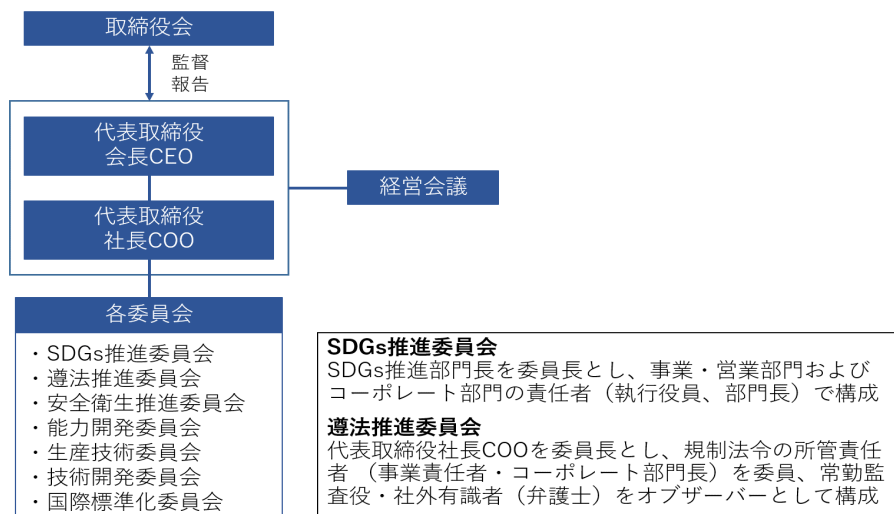 取締役会
監督
報告
代表取締役
会長CEO
経営会議
代表取締役
社長COO
各委員会
・SDGs推進委員会
・遵法推進委員会
・安全衛生推進委員会
・能力開発委員会
・生産技術委員会
・技術開発委員会
・国際標準化委員会
SDGs推進委員会
SDGs推進部門長を委員長とし、事業・営業部門および
コーポレート部門の責任者（執行役員、部門長）で構成
遵法推進委員会
代表取締役社長COOを委員長とし、規制法令の所管責任
者 （事業責任者・コーポレート部門長）を委員、常勤監
査役・社外有識者（弁護士）をオブザーバーとして構成